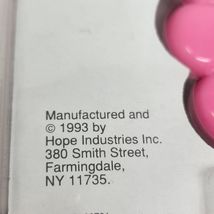 Manufactured and
© 1993 by
Hope Industries Inc.
380 Smith Street,
Farmingdale,
NY 11735.